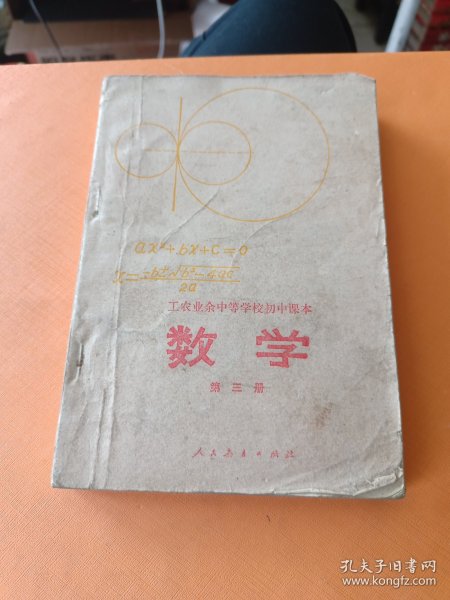 ax²+bx+c=0
x=-b±√b²-4ac
2a
工农业余中等学校初中课本
数学
第三册
人民教育出版社
孔夫子旧书网
www.kongfz.com